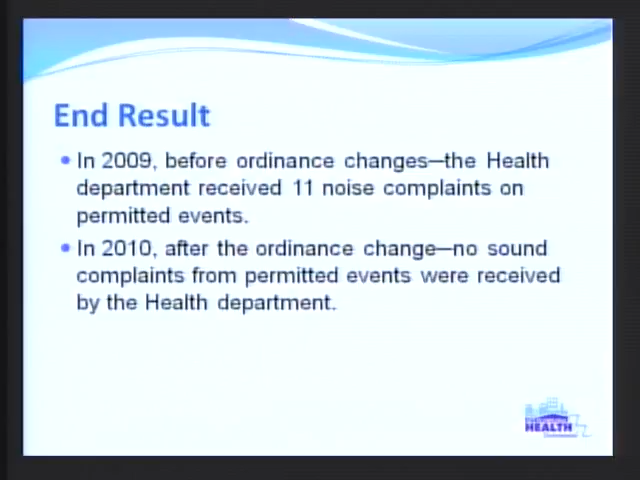 End Result
In 2009, before ordinance changes—the Health
department received 11 noise complaints on
permitted events.
In 2010, after the ordinance change—no sound
complaints from permitted events were received
by the Health department.
HEALTH